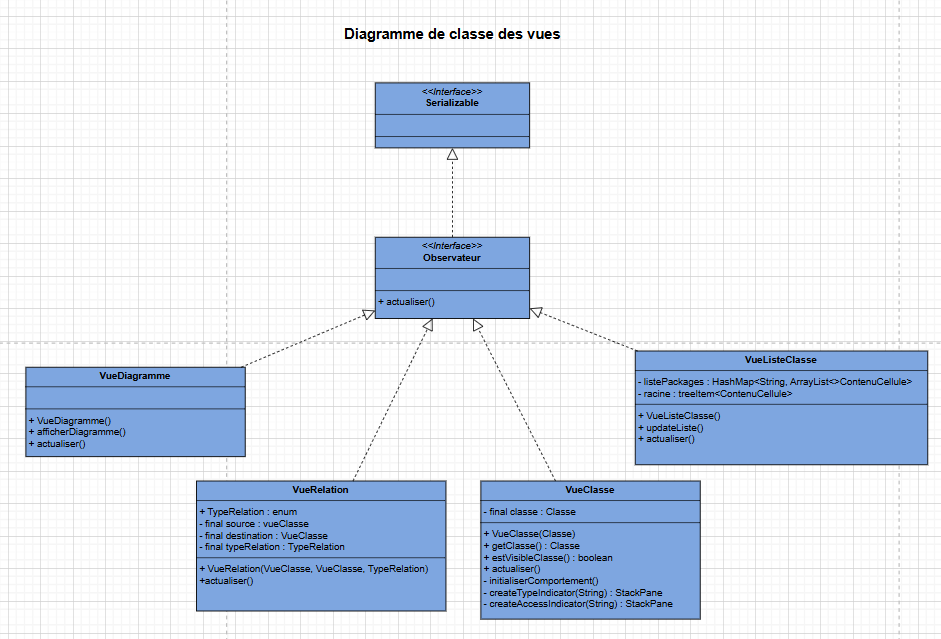 Diagramme de classe des vues
<<Interface>>
Serializable
<<Interface>>
Observateur
+ actualiser()
VueDiagramme
+ VueDiagramme()
+ afficherDiagramme()
+ actualiser()
VueListeClasse
- listePackages : HashMap<String, ArrayList<>ContenuCellule>
- racine : treeItem<ContenuCellule>
+ VueListeClasse()
+ updateListe()
+ actualiser()
VueRelation
+ TypeRelation : enum
- final source : vueClasse
- final destination : VueClasse
- final typeRelation : TypeRelation
+ VueRelation(VueClasse, VueClasse, TypeRelation)
+actualiser()
VueClasse
- final classe : Classe
+ VueClasse(Classe)
+ getClasse() : Classe
+ estVisibleClasse() : boolean
+ actualiser()
- initialiserComportement()
- createTypeIndicator(String) : StackPane
- createAccessIndicator(String) : StackPane